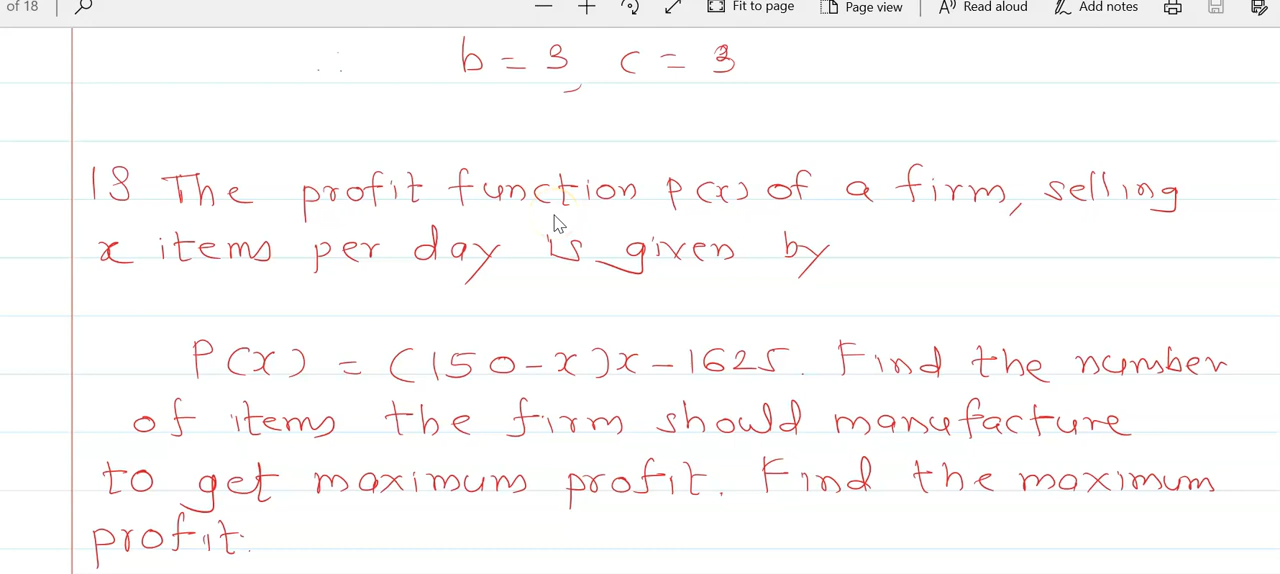 of 18
Fit to page
Page view
Read aloud
Add notes
b = 3, c = 3
18 The profit function P(x) of a firm, selling
x items per day is given by
P(x) = (150-x)x-1625. Find the number
of items the firm should manufacture
to get maximum profit. Find the maximum
profit.